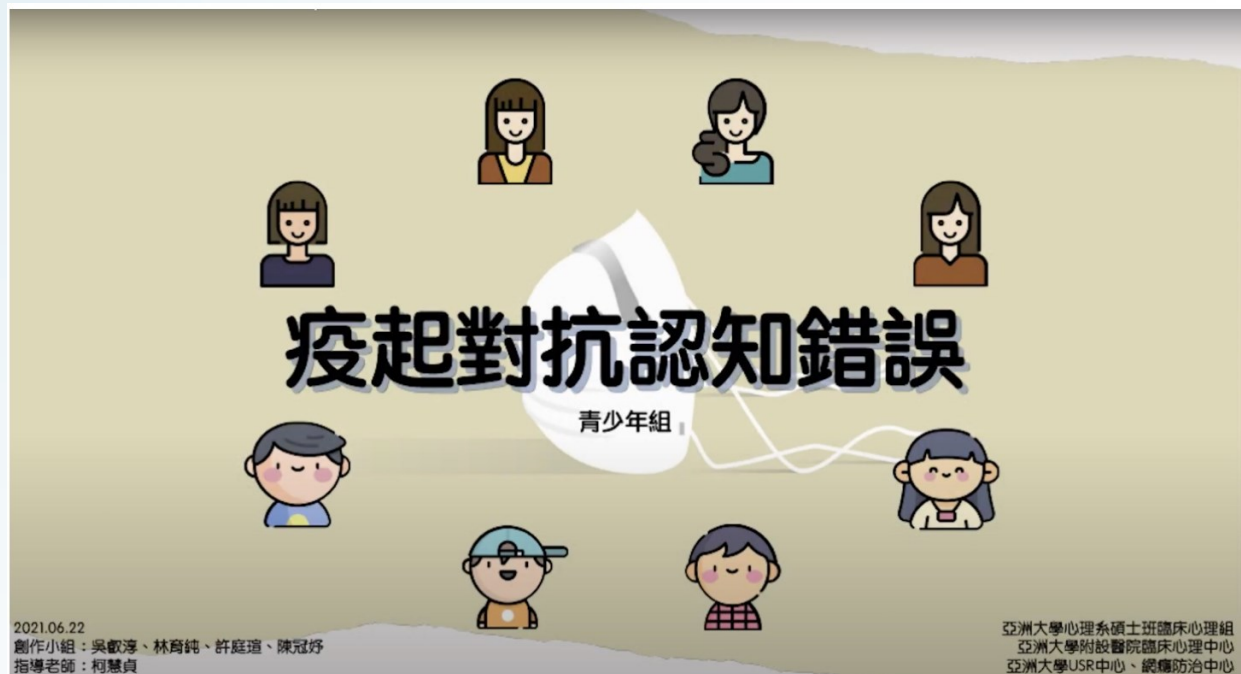 疫起對抗認知錯誤
青少年組
2021.06.22
創作小組：吳叡淳、林育純、許庭瑄、陳冠妤
指導老師：柯慧貞
亞洲大學心理系碩士班臨床心理組
亞洲大學附設醫院臨床心理中心
亞洲大學USR中心、網癮防治中心